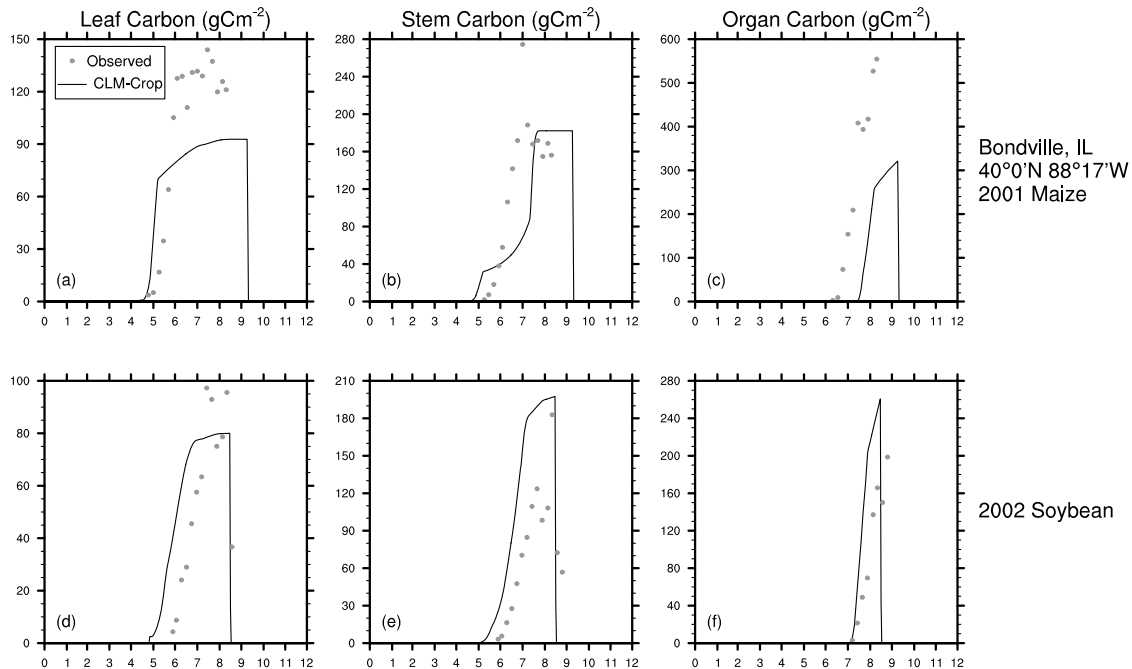 Leaf Carbon (gCm-2) Stem Carbon (gCm-2) Organ Carbon (gCm-2)
150
120
90
60
30
0
Observed
CLM-Crop
(a)
0 1 2 3 4 5 6 7 8 9 10 11 12
280
240
200
160
120
80
40
0
(b)
0 1 2 3 4 5 6 7 8 9 10 11 12
600
500
400
300
200
100
0
(c)
0 1 2 3 4 5 6 7 8 9 10 11 12
Bondville, IL
40°0'N 88°17'W
2001 Maize
100
80
60
40
20
0
(d)
0 1 2 3 4 5 6 7 8 9 10 11 12
210
180
150
120
90
60
30
0
(e)
0 1 2 3 4 5 6 7 8 9 10 11 12
280
240
200
160
120
80
40
0
(f)
0 1 2 3 4 5 6 7 8 9 10 11 12
2002 Soybean